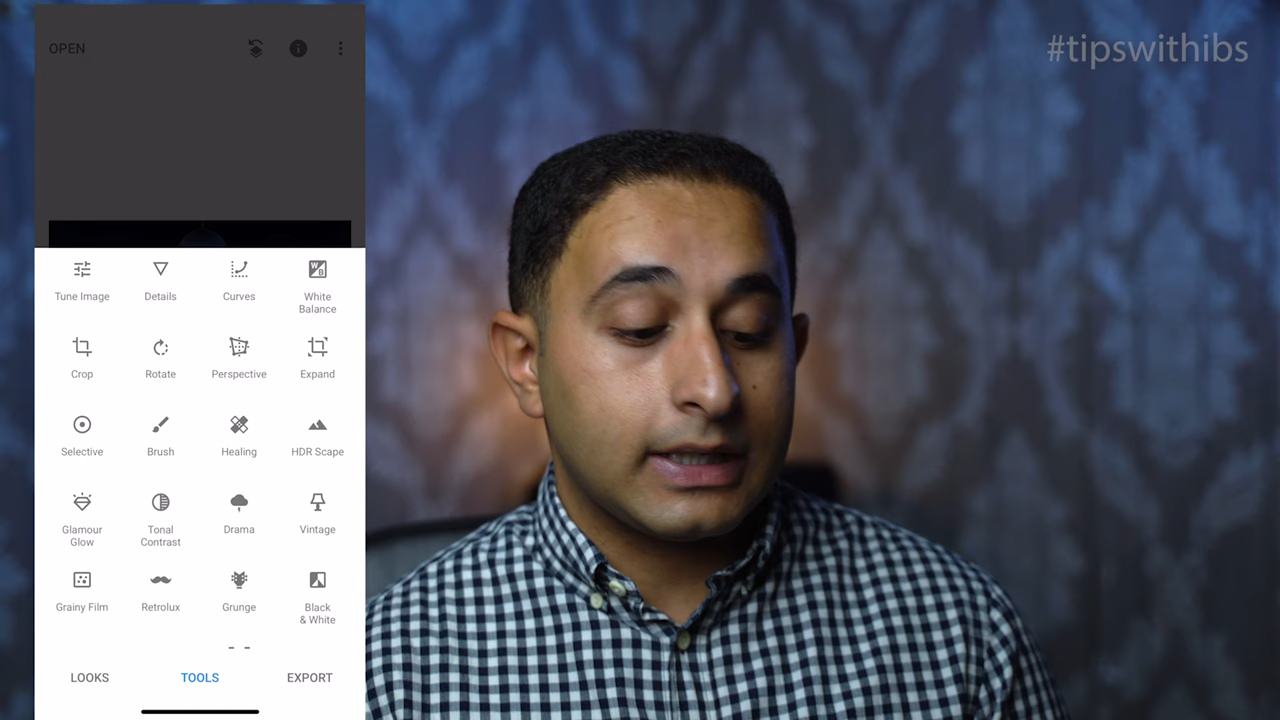 OPEN
#tipswithibs
Tune Image
Details
Curves
White
Balance
Crop
Rotate
Perspective
Expand
Selective
Brush
Healing
HDR Scape
Glamour
Glow
Tonal
Contrast
Drama
Vintage
Grainy Film
Retrolux
Grunge
Black
& White
LOOKS
TOOLS
EXPORT